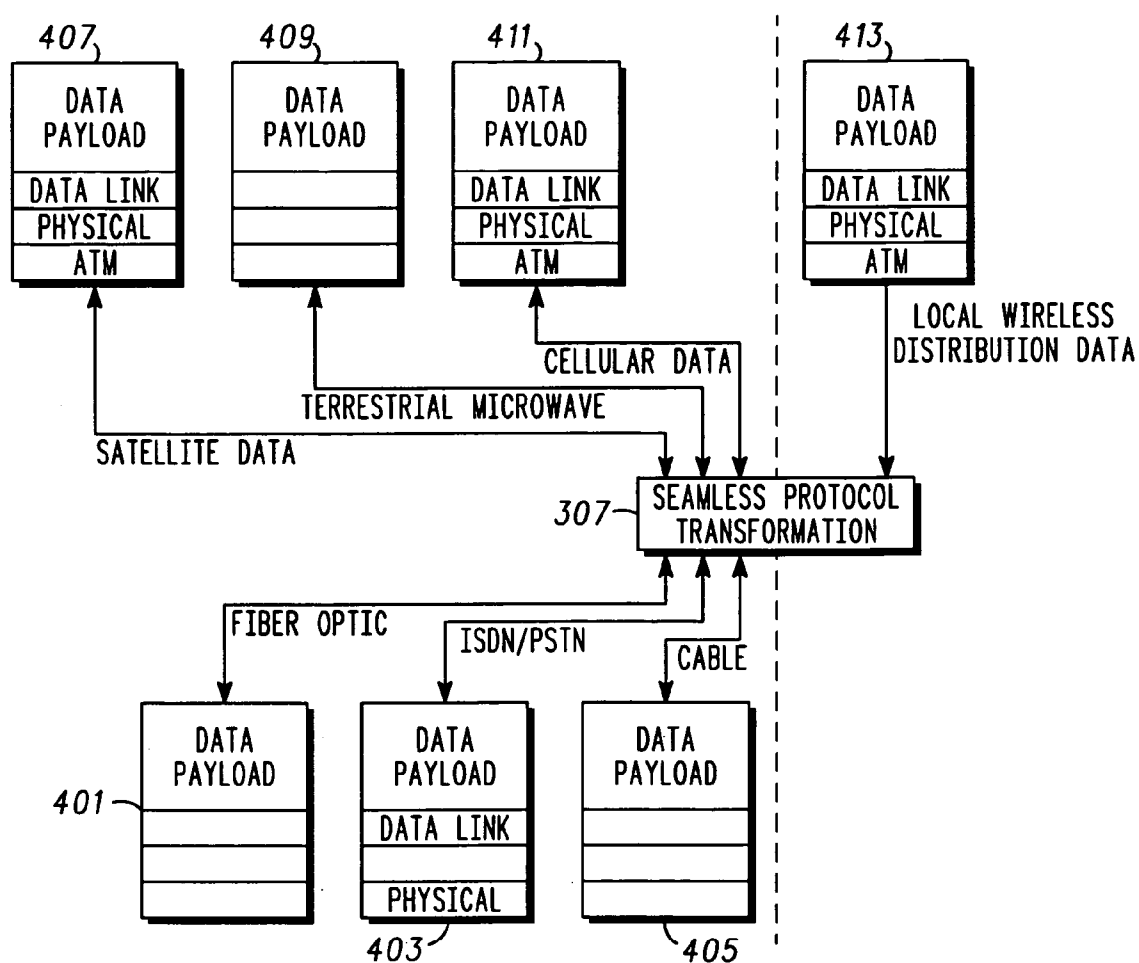 407
409
411
413
DATA
PAYLOAD
DATA LINK
PHYSICAL
ATM
DATA
PAYLOAD
DATA
PAYLOAD
DATA LINK
PHYSICAL
ATM
DATA
PAYLOAD
DATA LINK
PHYSICAL
ATM
LOCAL WIRELESS
DISTRIBUTION DATA
CELLULAR DATA
TERRESTRIAL MICROWAVE
SATELLITE DATA
307
SEAMLESS PROTOCOL
TRANSFORMATION
FIBER OPTIC
ISDN/PSTN
CABLE
401
DATA
PAYLOAD
DATA
PAYLOAD
DATA LINK
PHYSICAL
DATA
PAYLOAD
403
405